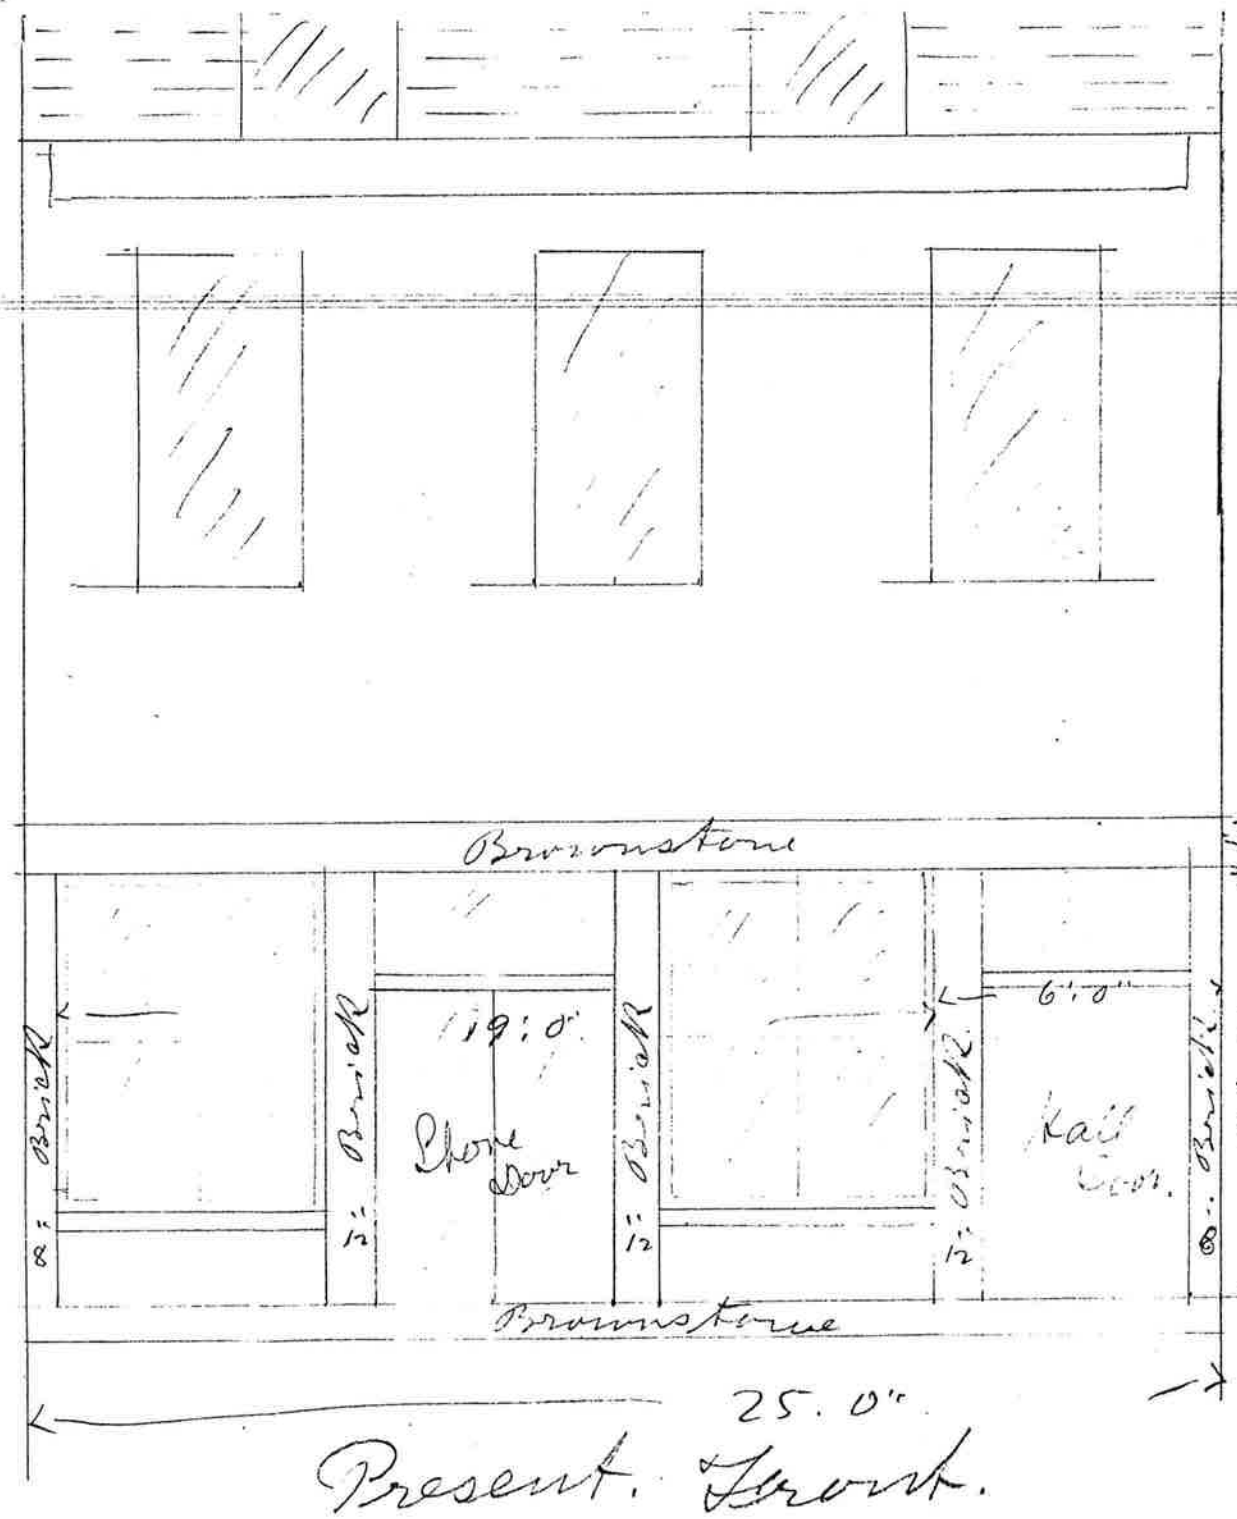 Brownstone
8" Brick
12" Brick
19'.0"
Store
Door
12" Brick
12" Brick
6'.0"
Hall
Door.
8" Brick
Brownstone
25.0"
Present. Front.